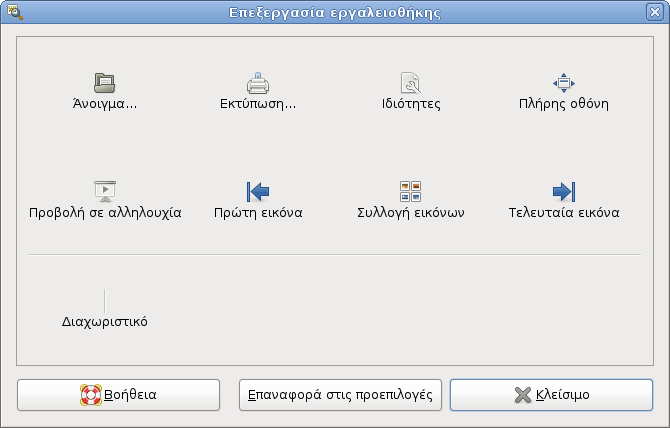 Επεξεργασία εργαλειοθήκης
Άνοιγμα...
Εκτύπωση...
Ιδιότητες
Πλήρης οθόνη
Προβολή σε αλληλουχία
Πρώτη εικόνα
Συλλογή εικόνων
Τελευταία εικόνα
Διαχωριστικό
Βοήθεια
Επαναφορά στις προεπιλογές
Κλείσιμο